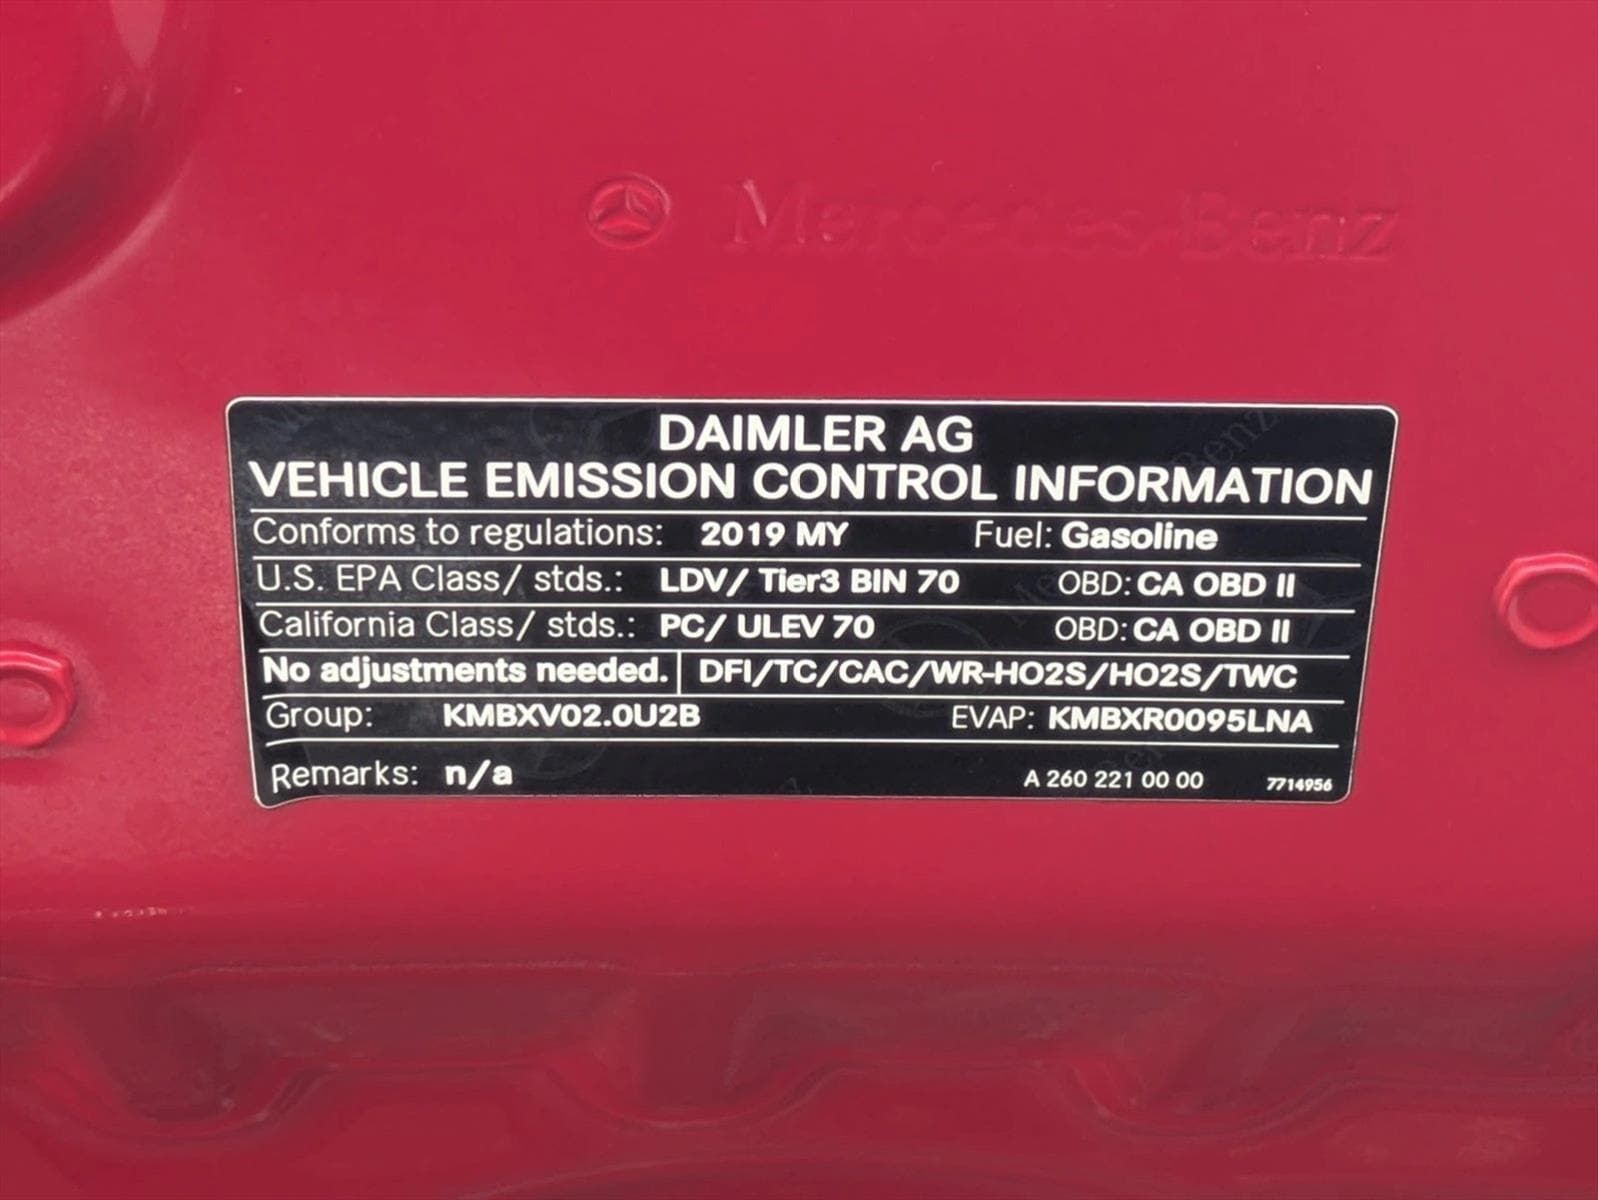 Mercedes-Benz
DAIMLER AG
VEHICLE EMISSION CONTROL INFORMATION
Conforms to regulations: 2019 MY Fuel: Gasoline
U.S. EPA Class/ stds.: LDV/ Tier3 BIN 70 OBD: CA OBD II
California Class/ stds.: PC/ ULEV 70 OBD: CA OBD II
No adjustments needed. DFI/TC/CAC/WR-HO2S/HO2S/TWC
Group: KMBXV02.0U2B EVAP: KMBXR0095LNA
Remarks: n/a A 260 221 00 00 7714956